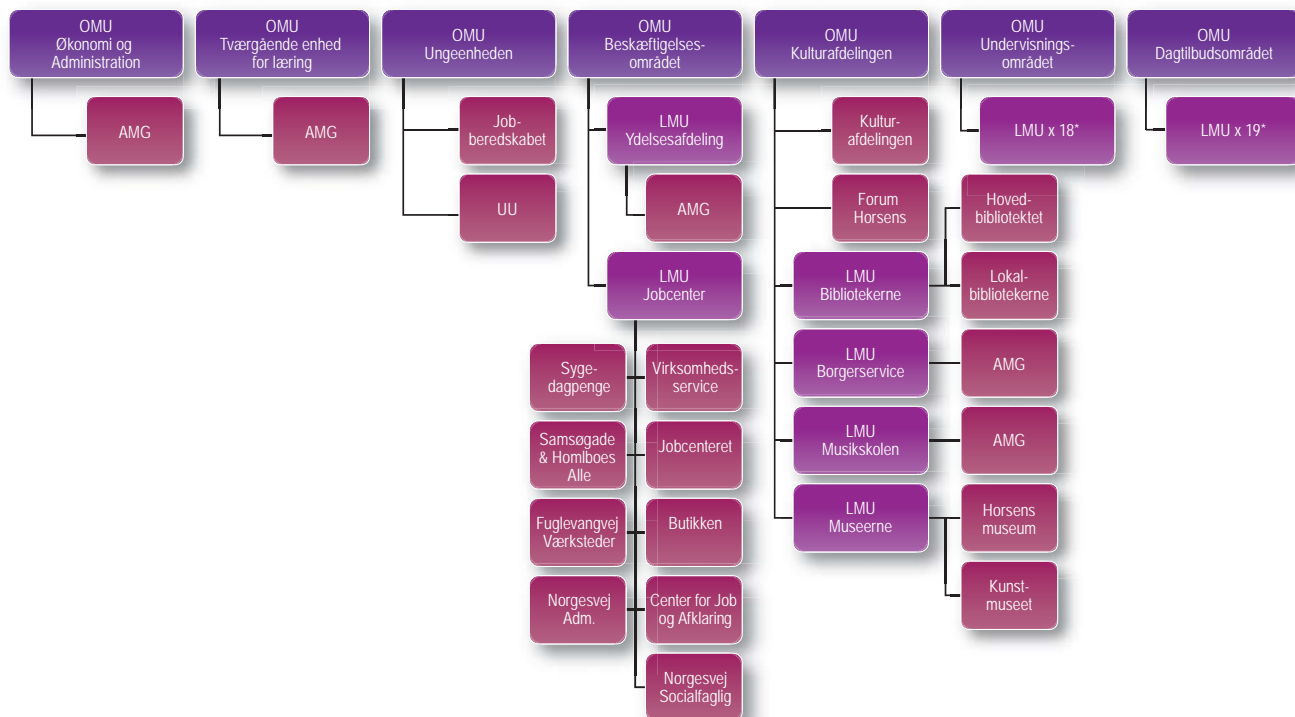 OMU
Økonomi og
Administration
OMU
Tværgående enhed
for læring
OMU
Ungeenheden
OMU
Beskæftigelses-
området
OMU
Kulturafdelingen
OMU
Undervisnings-
området
OMU
Dagtilbudsområdet
AMG
AMG
Job-
beredskabet
UU
LMU
Ydelsesafdeling
AMG
LMU
Jobcenter
Syge-
dagpenge
Virksomheds-
service
Samsøgade
& Homlboes
Alle
Jobcenteret
Fuglevangvej
Værksteder
Butikken
Norgesvej
Adm.
Center for Job
og Afklaring
Norgesvej
Socialfaglig
Kultur-
afdelingen
Forum
Horsens
LMU
Bibliotekerne
Hoved-
bibliotektet
Lokal-
bibliotekerne
LMU
Borgerservice
AMG
LMU
Musikskolen
AMG
LMU
Museerne
Horsens
museum
Kunst-
museet
LMU x 18*
LMU x 19*